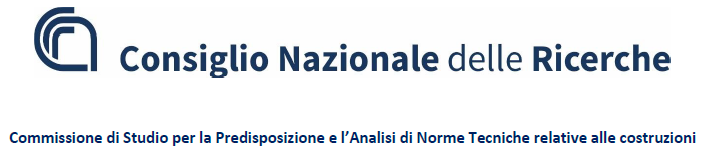 Consiglio Nazionale delle Ricerche
Commissione di Studio per la Predisposizione e l'Analisi di Norme Tecniche relative alle costruzioni